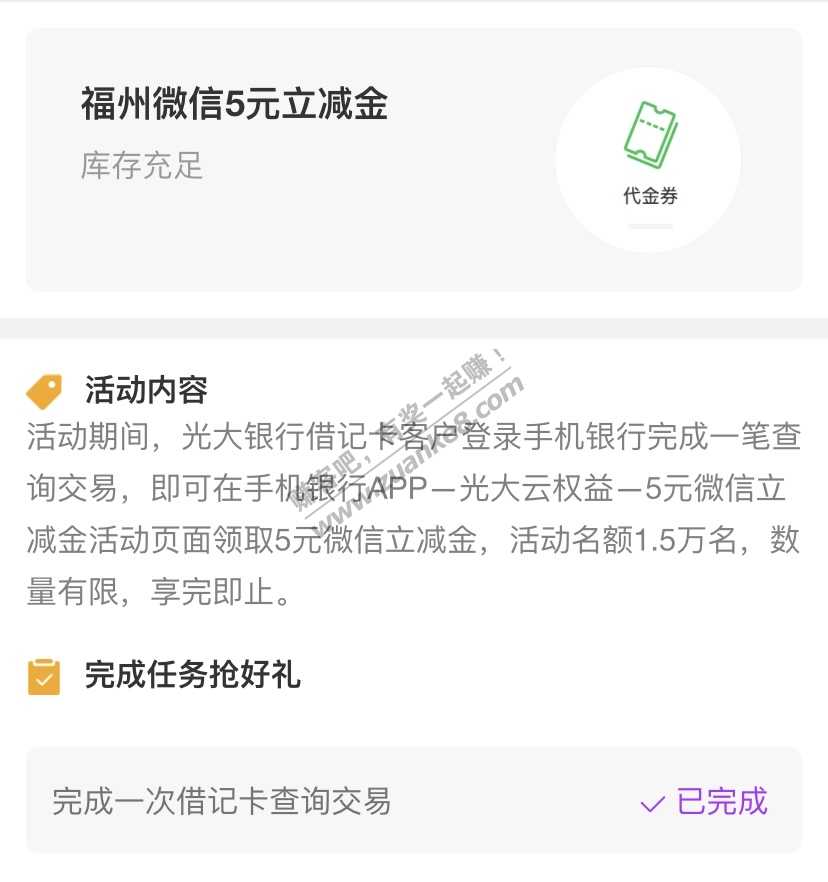 福州微信5元立减金
库存充足
代金券
活动内容
活动期间，光大银行借记卡客户登录手机银行完成一笔查
询交易，即可在手机银行APP—光大云权益—5元微信立
减金活动页面领取5元微信立减金，活动名额1.5万名，数
量有限，享完即止。
赚客吧，有奖一起赚！
www.zuanke8.com
完成任务抢好礼
完成一次借记卡查询交易
已完成